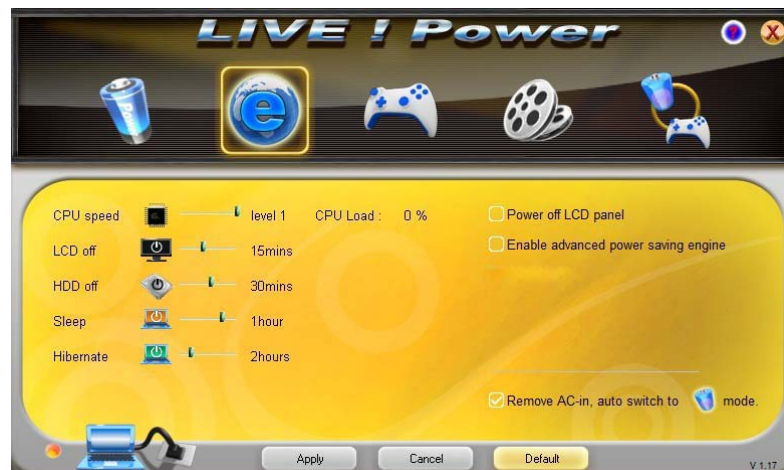 LIVE ! Power
Power
e
?
X
CPU speed level 1 CPU Load : 0 %
LCD off 15mins
HDD off 30mins
Sleep 1hour
Hibernate 2hours
Power off LCD panel
Enable advanced power saving engine
Remove AC-in, auto switch to mode.
Apply Cancel Default
V 1.17